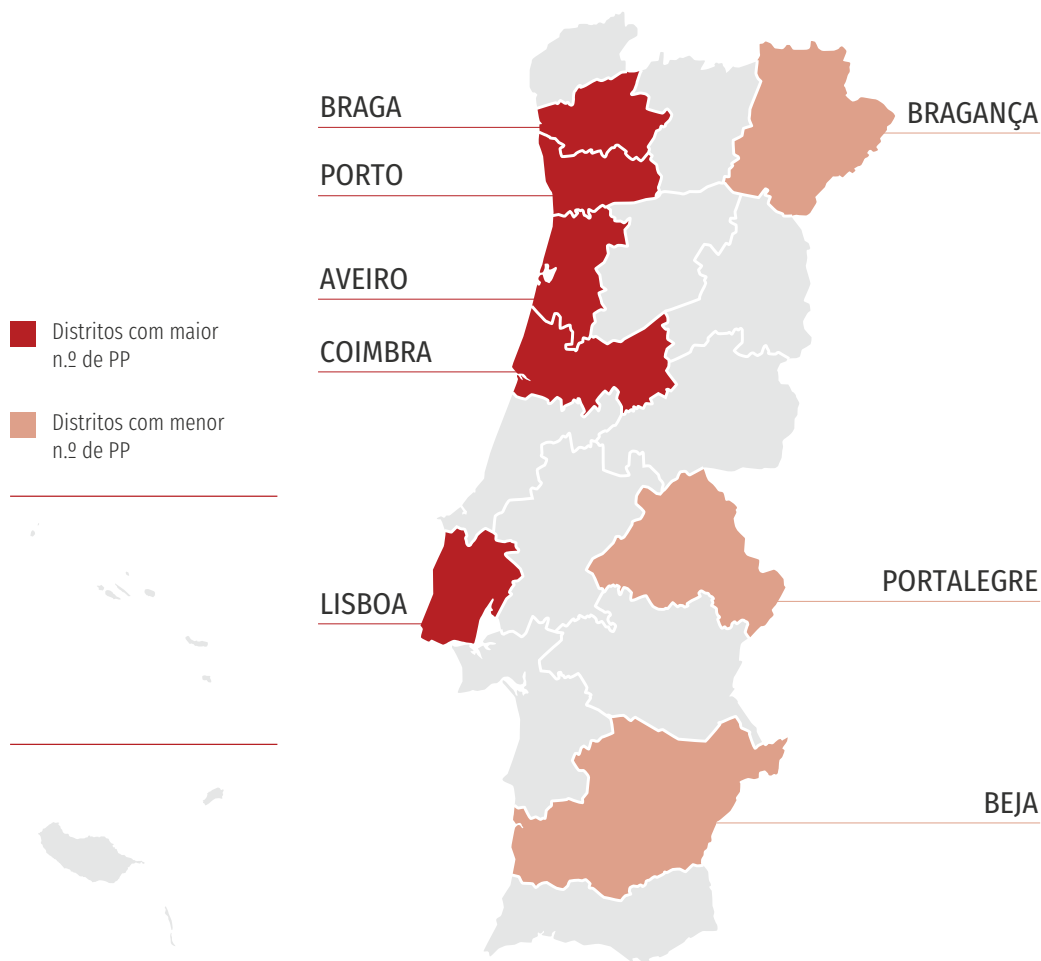 BRAGA
BRAGANÇA
PORTO
AVEIRO
Distritos com maior
n.º de PP
COIMBRA
Distritos com menor
n.º de PP
PORTALEGRE
LISBOA
BEJA